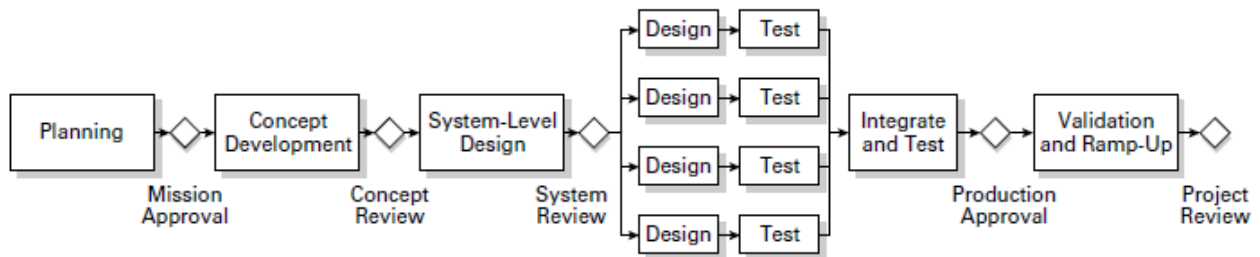 Design
Test
Design
Test
Planning
Concept
Development
System-Level
Design
Integrate
and Test
Validation
and Ramp-Up
Design
Test
Mission
Approval
Concept
Review
System
Review
Production
Approval
Project
Review
Design
Test